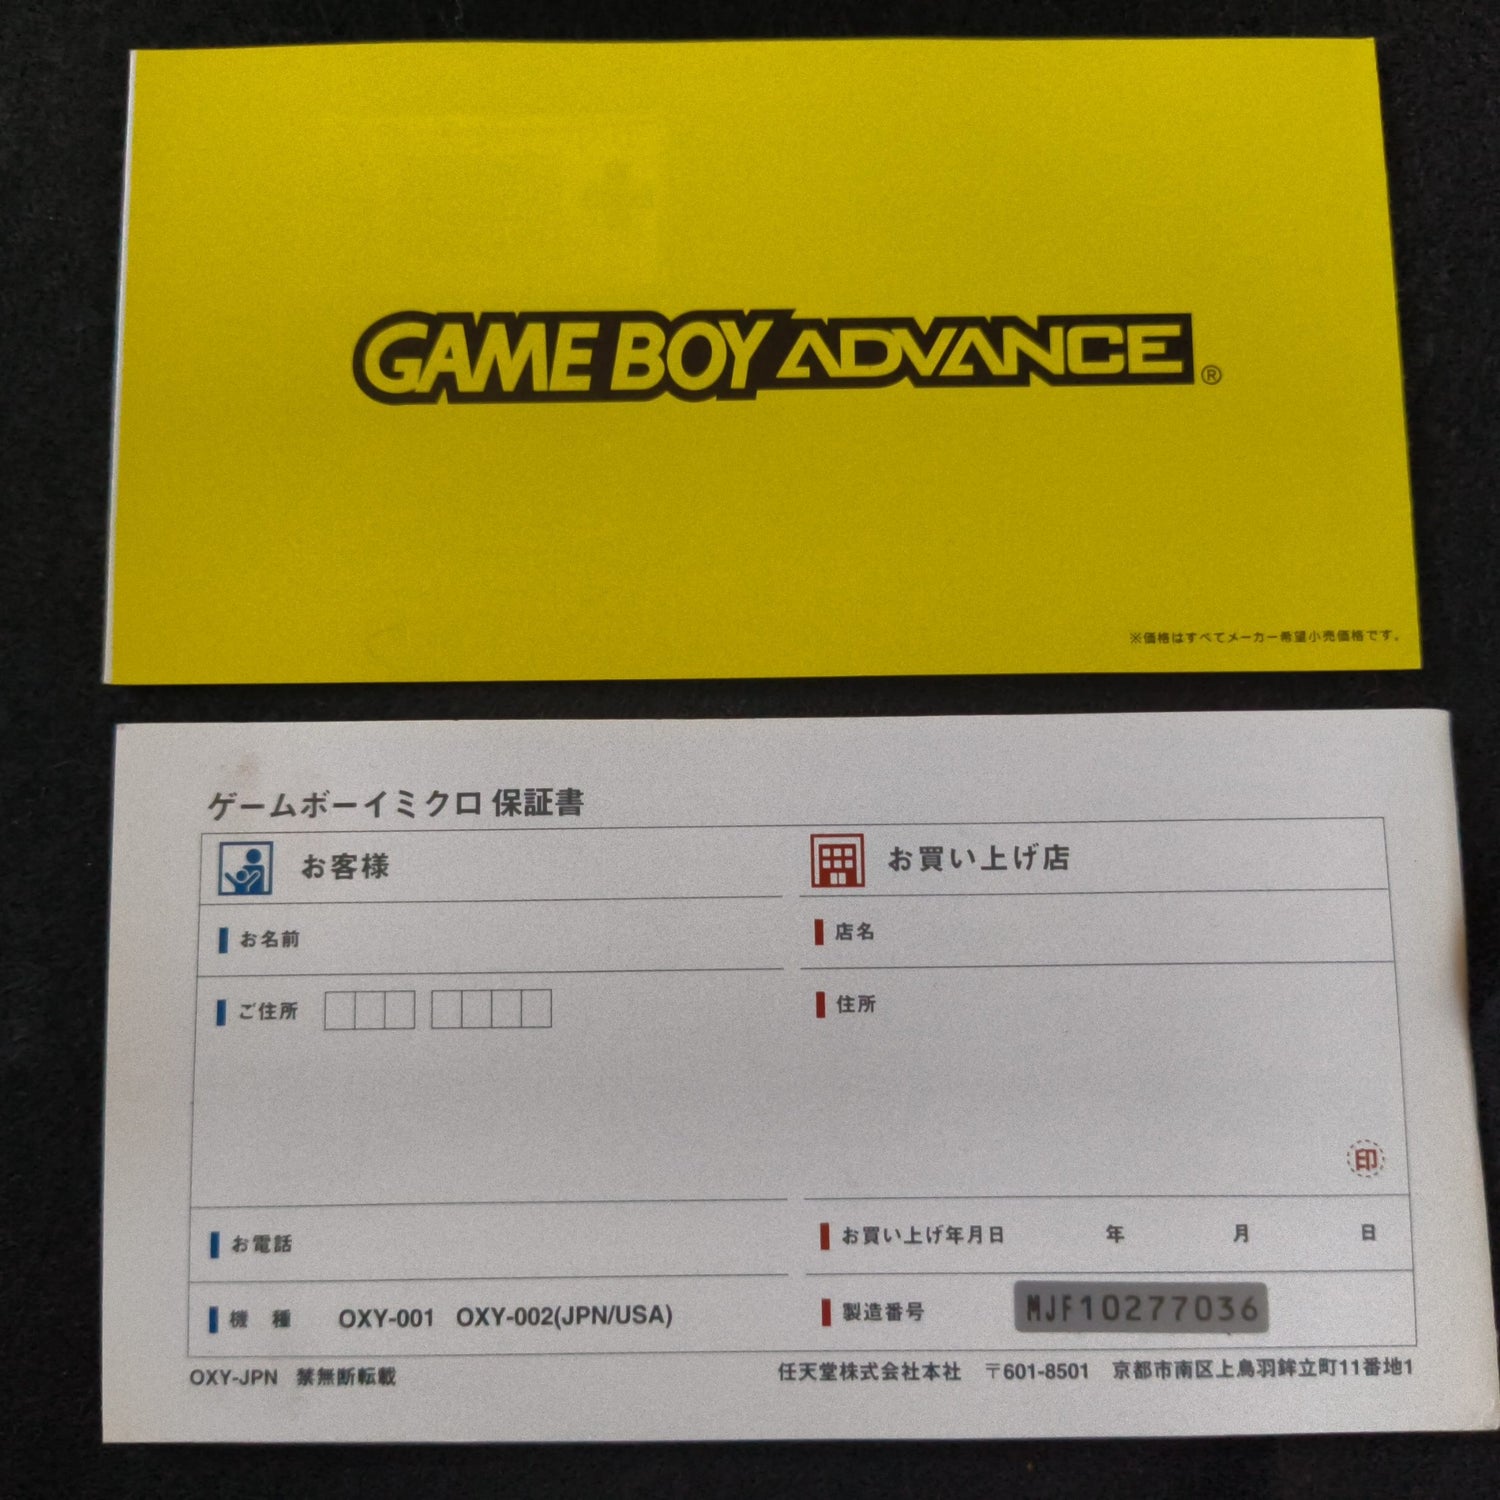 GAME BOY ADVANCE®
※価格はすべてメーカー希望小売価格です。
ゲームボーイミクロ 保証書
お客様
お買い上げ店
お名前
店名
ご住所
住所
印
お電話
お買い上げ年月日 年 月 日
機 種 OXY-001 OXY-002(JPN/USA)
製造番号 MJF10277036
OXY-JPN 禁無断転載
任天堂株式会社本社 〒601-8501 京都市南区上鳥羽鉾立町11番地1